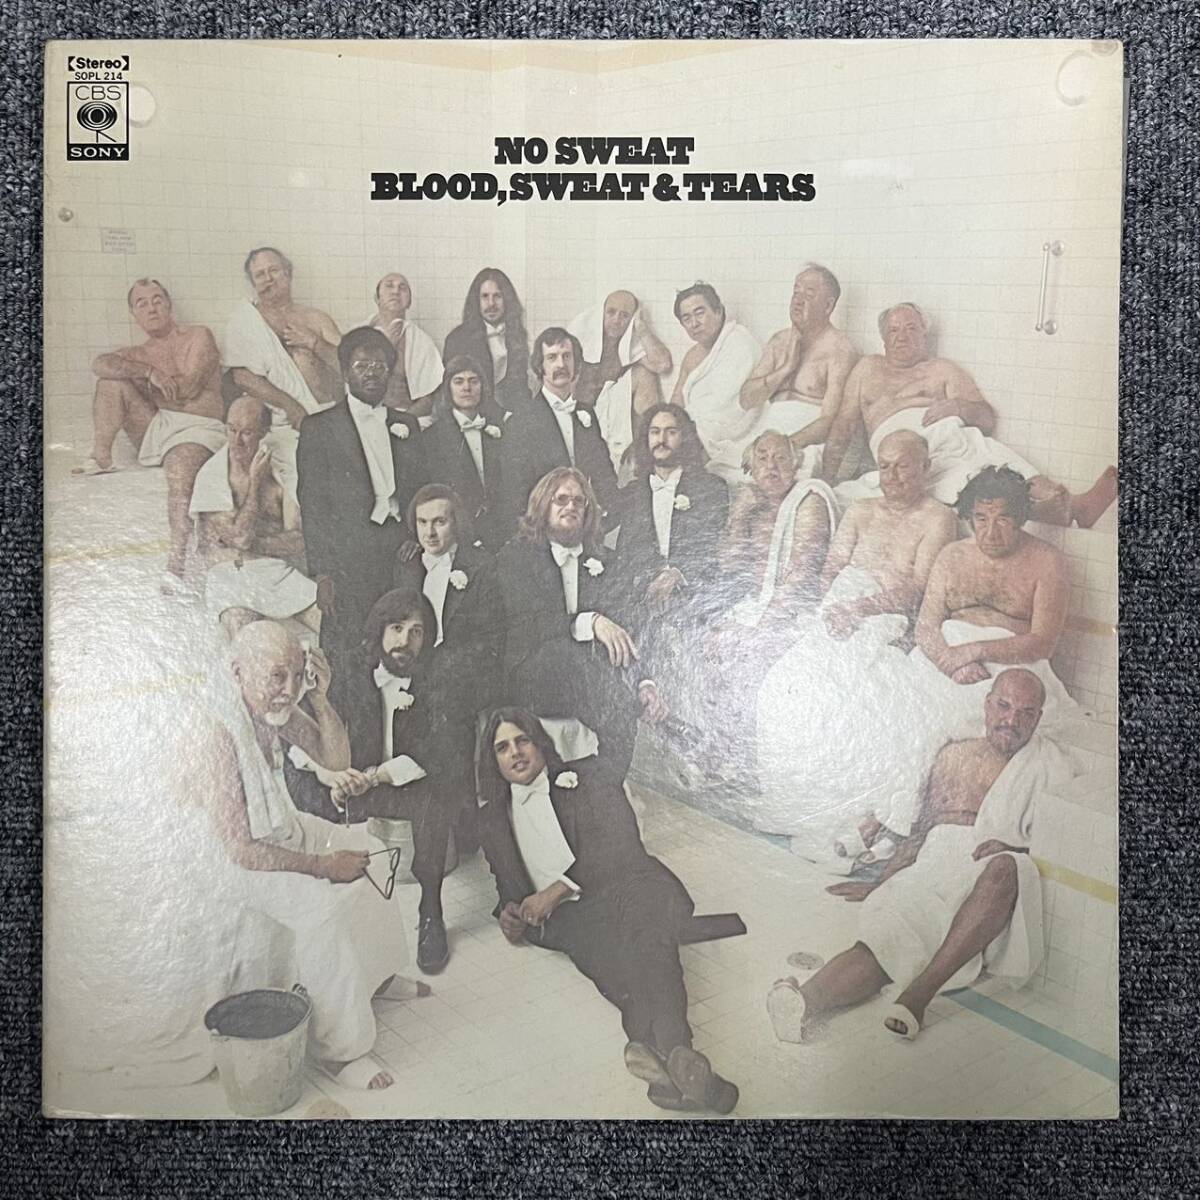 【Stereo】
SOPL 214
CBS
SONY
NO SWEAT
BLOOD, SWEAT & TEARS